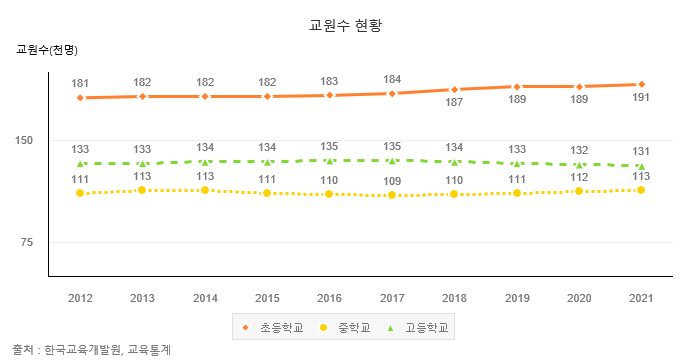 교원수 현황
교원수(천명)
181 182 182 182 183 184 187 189 189 191
150
133 133 134 134 135 135 134 133 132 131
111 113 113 111 110 109 110 111 112 113
75
2012 2013 2014 2015 2016 2017 2018 2019 2020 2021
초등학교 중학교 고등학교
출처 : 한국교육개발원, 교육통계